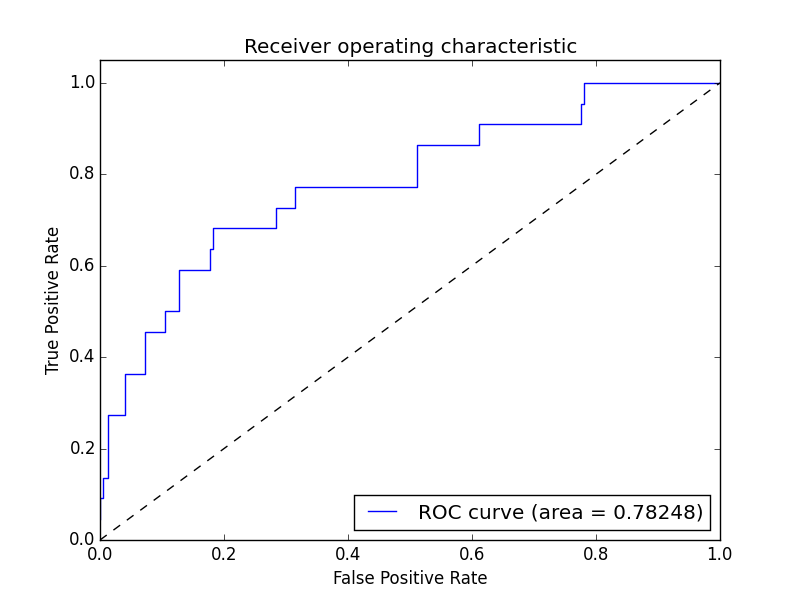 Receiver operating characteristic
1.0
0.8
0.6
0.4
0.2
0.0
True Positive Rate
ROC curve (area = 0.78248)
0.0 0.2 0.4 0.6 0.8 1.0
False Positive Rate